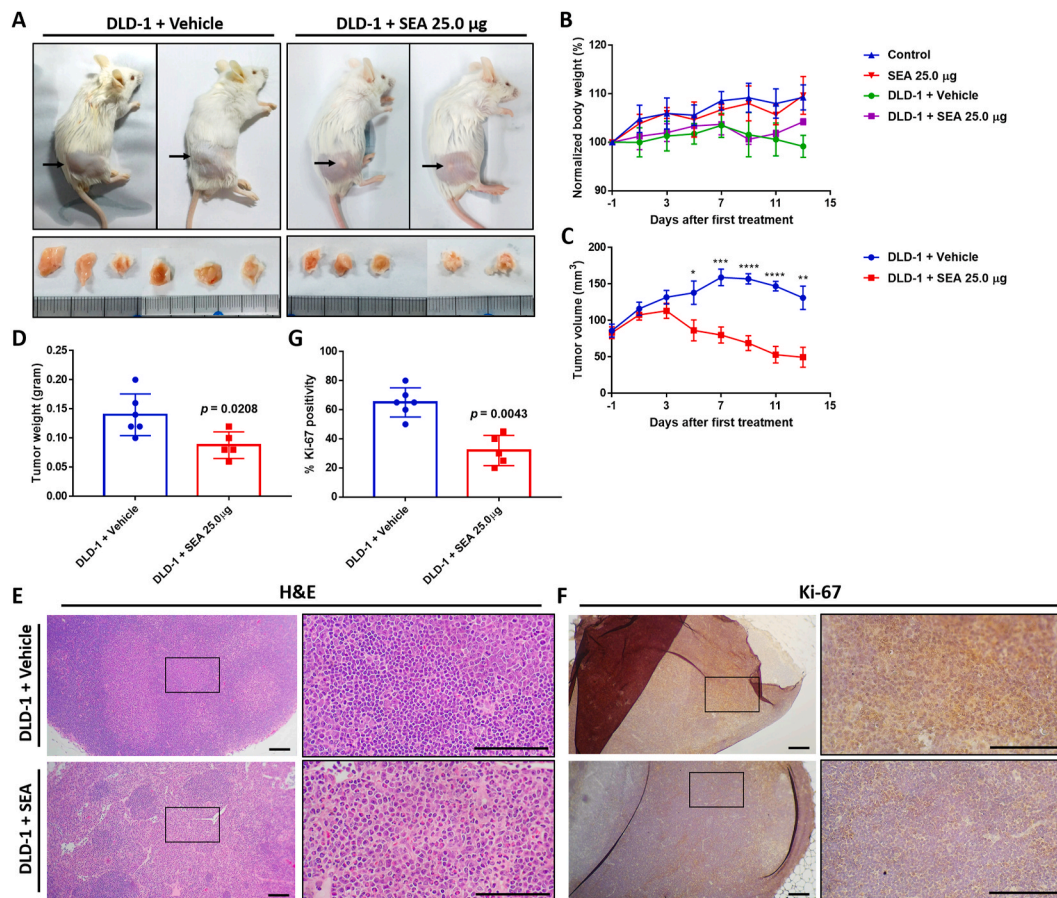 A
DLD-1 + Vehicle
DLD-1 + SEA 25.0 µg
B
Normalized body weight (%)
120
110
100
90
-1
3
7
11
15
Days after first treatment
Control
SEA 25.0 µg
DLD-1 + Vehicle
DLD-1 + SEA 25.0 µg
C
Tumor volume (mm³)
200
150
100
50
0
-1
3
7
11
15
Days after first treatment
*
***
****
****
**
DLD-1 + Vehicle
DLD-1 + SEA 25.0 µg
D
Tumor weight (gram)
0.25
0.20
0.15
0.10
0.05
0.00
p = 0.0208
DLD-1 + Vehicle
DLD-1 + SEA 25.0µg
G
% Ki-67 positivity
100
80
60
40
20
0
p = 0.0043
DLD-1 + Vehicle
DLD-1 + SEA 25.0µg
E
H&E
DLD-1 + Vehicle
DLD-1 + SEA
F
Ki-67